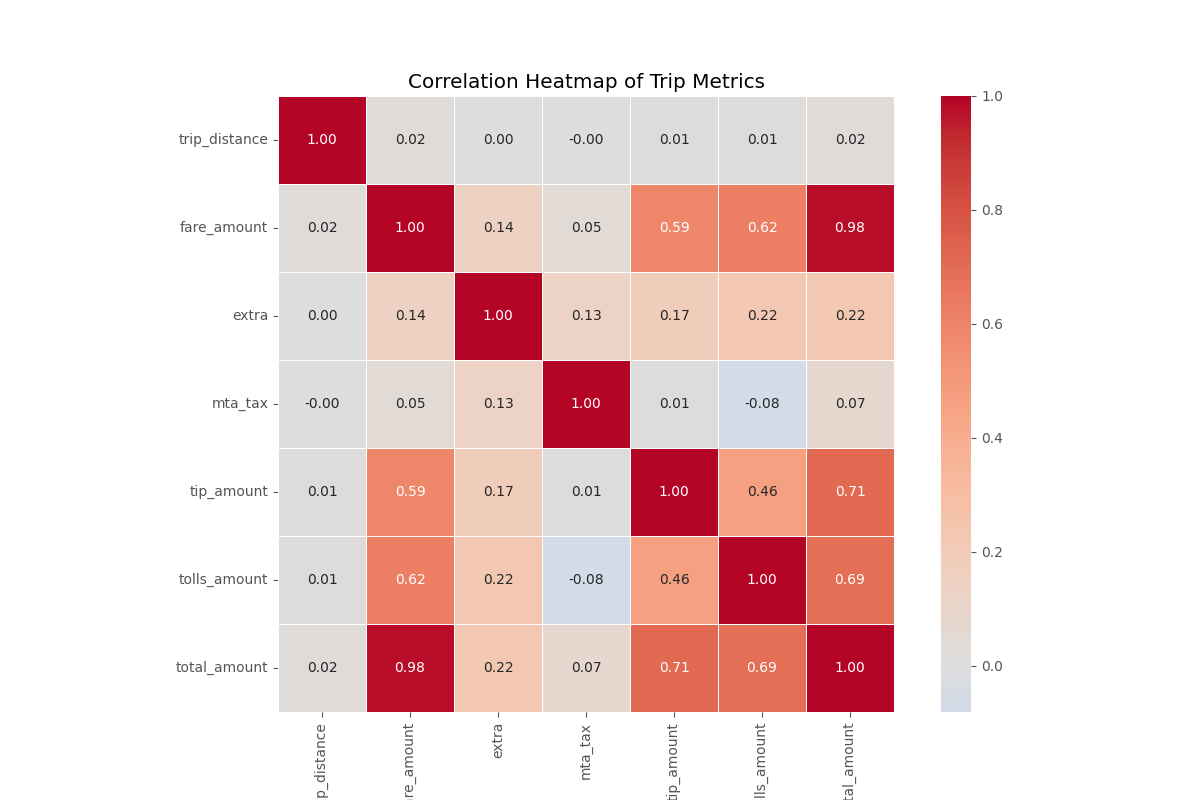 Correlation Heatmap of Trip Metrics
trip_distance 1.00 0.02 0.00 -0.00 0.01 0.01 0.02
fare_amount 0.02 1.00 0.14 0.05 0.59 0.62 0.98
extra 0.00 0.14 1.00 0.13 0.17 0.22 0.22
mta_tax -0.00 0.05 0.13 1.00 0.01 -0.08 0.07
tip_amount 0.01 0.59 0.17 0.01 1.00 0.46 0.71
tolls_amount 0.01 0.62 0.22 -0.08 0.46 1.00 0.69
total_amount 0.02 0.98 0.22 0.07 0.71 0.69 1.00
p_distance
re_amount
extra
mta_tax
tip_amount
lls_amount
tal_amount
1.0
0.8
0.6
0.4
0.2
0.0